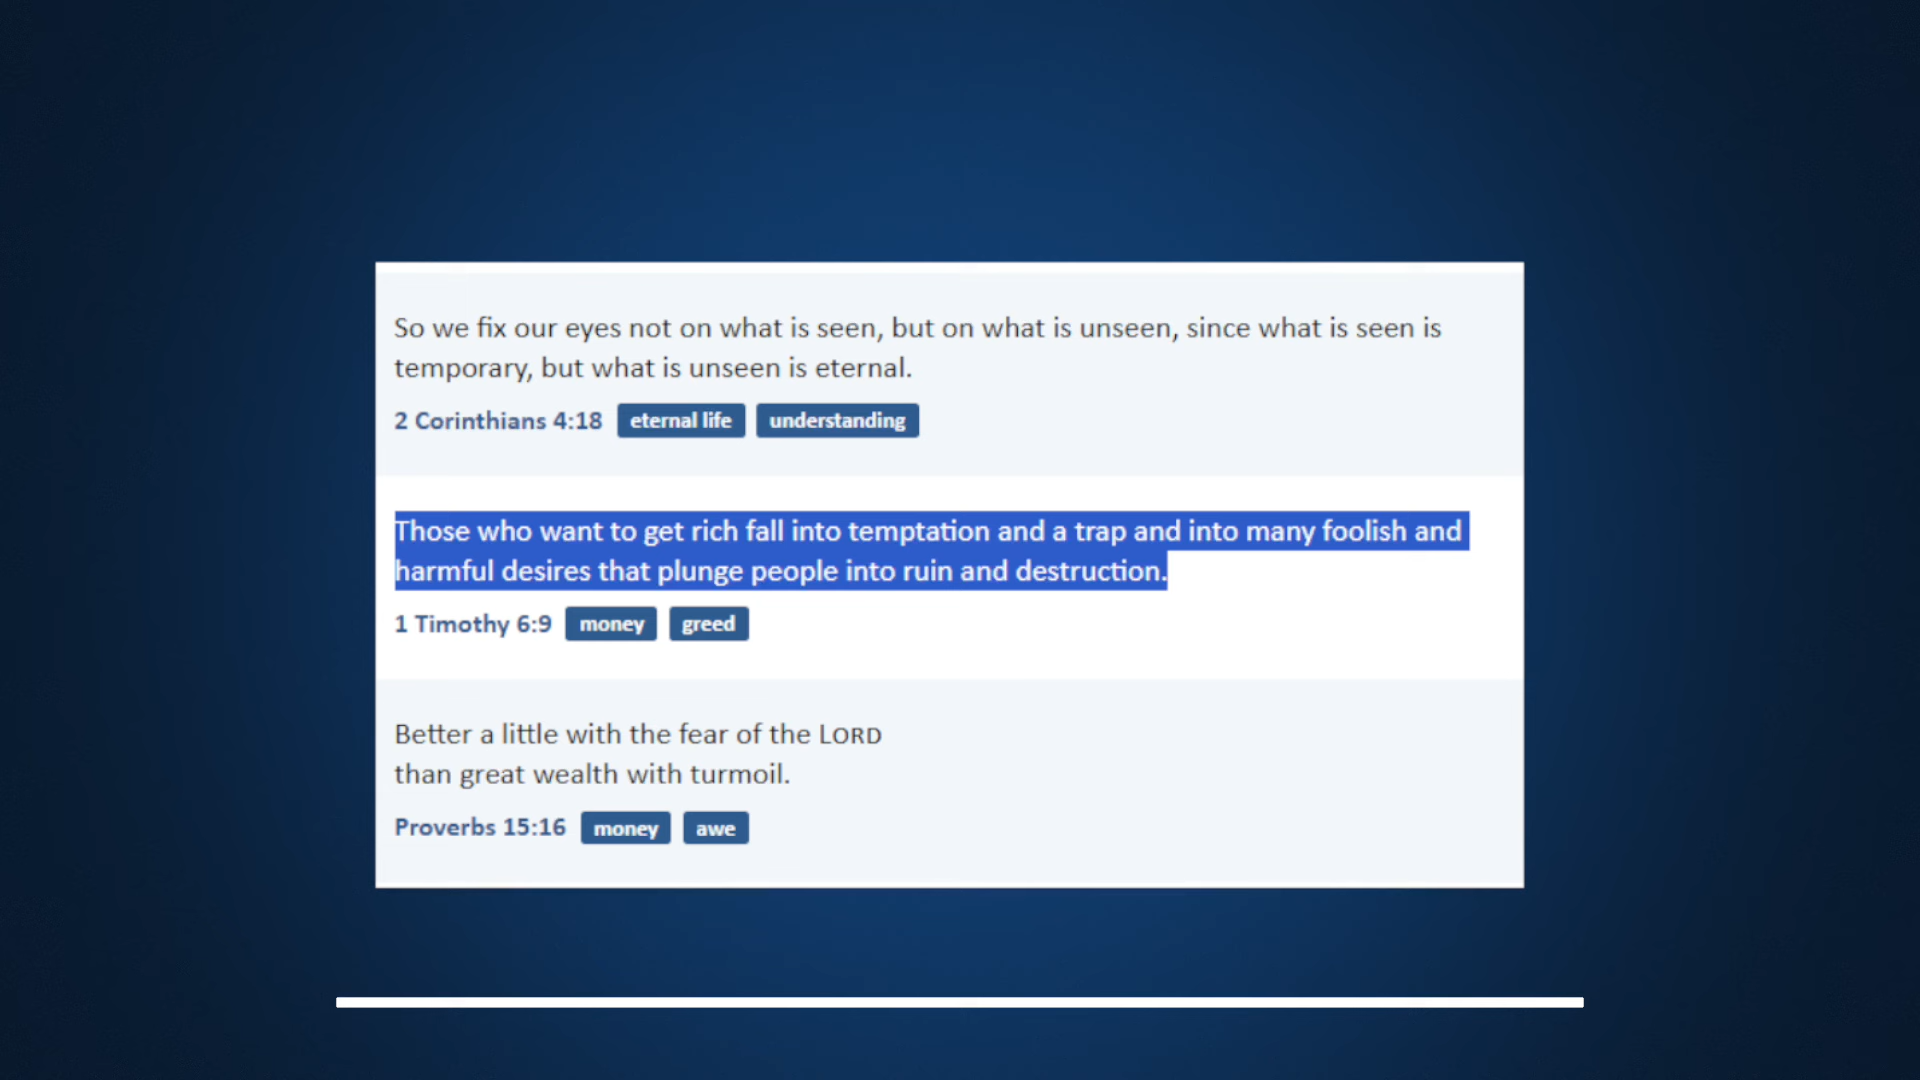 So we fix our eyes not on what is seen, but on what is unseen, since what is seen is
temporary, but what is unseen is eternal.
2 Corinthians 4:18 eternal life understanding
Those who want to get rich fall into temptation and a trap and into many foolish and
harmful desires that plunge people into ruin and destruction.
1 Timothy 6:9 money greed
Better a little with the fear of the LORD
than great wealth with turmoil.
Proverbs 15:16 money awe